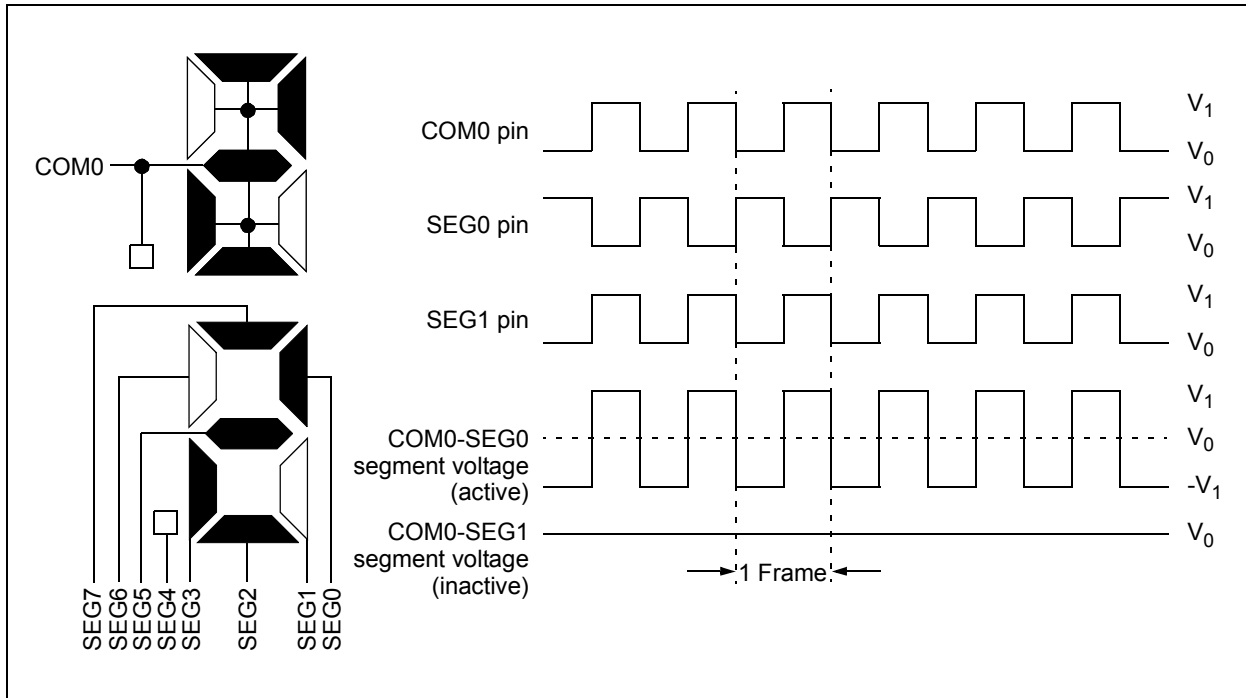 COM0
SEG7
SEG6
SEG5
SEG4
SEG3
SEG2
SEG1
SEG0
COM0 pin
V1
V0
SEG0 pin
V1
V0
SEG1 pin
V1
V0
COM0-SEG0
segment voltage
(active)
V1
V0
-V1
COM0-SEG1
segment voltage
(inactive)
V0
1 Frame